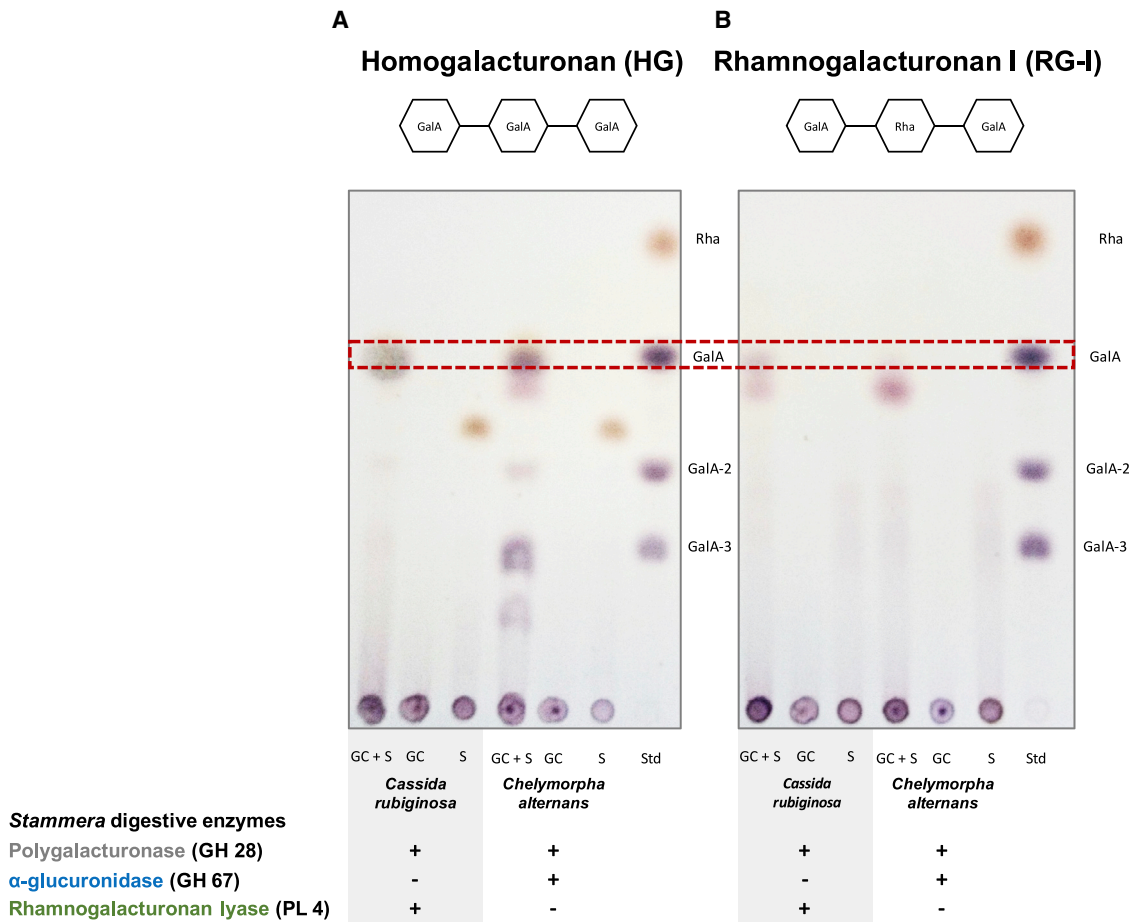 A
B
Homogalacturonan (HG)
Rhamnogalacturonan I (RG-I)
GalA GalA GalA
GalA Rha GalA
Rha Rha
GalA GalA
GalA-2 GalA-2
GalA-3 GalA-3
GC + S GC S GC + S GC S Std
GC + S GC S GC + S GC S Std
Cassida
rubiginosa
Chelymorpha
alternans
Cassida
rubiginosa
Chelymorpha
alternans
Stammera digestive enzymes
Polygalacturonase (GH 28) + + + +
α-glucuronidase (GH 67) - + - +
Rhamnogalacturonan lyase (PL 4) + - + -